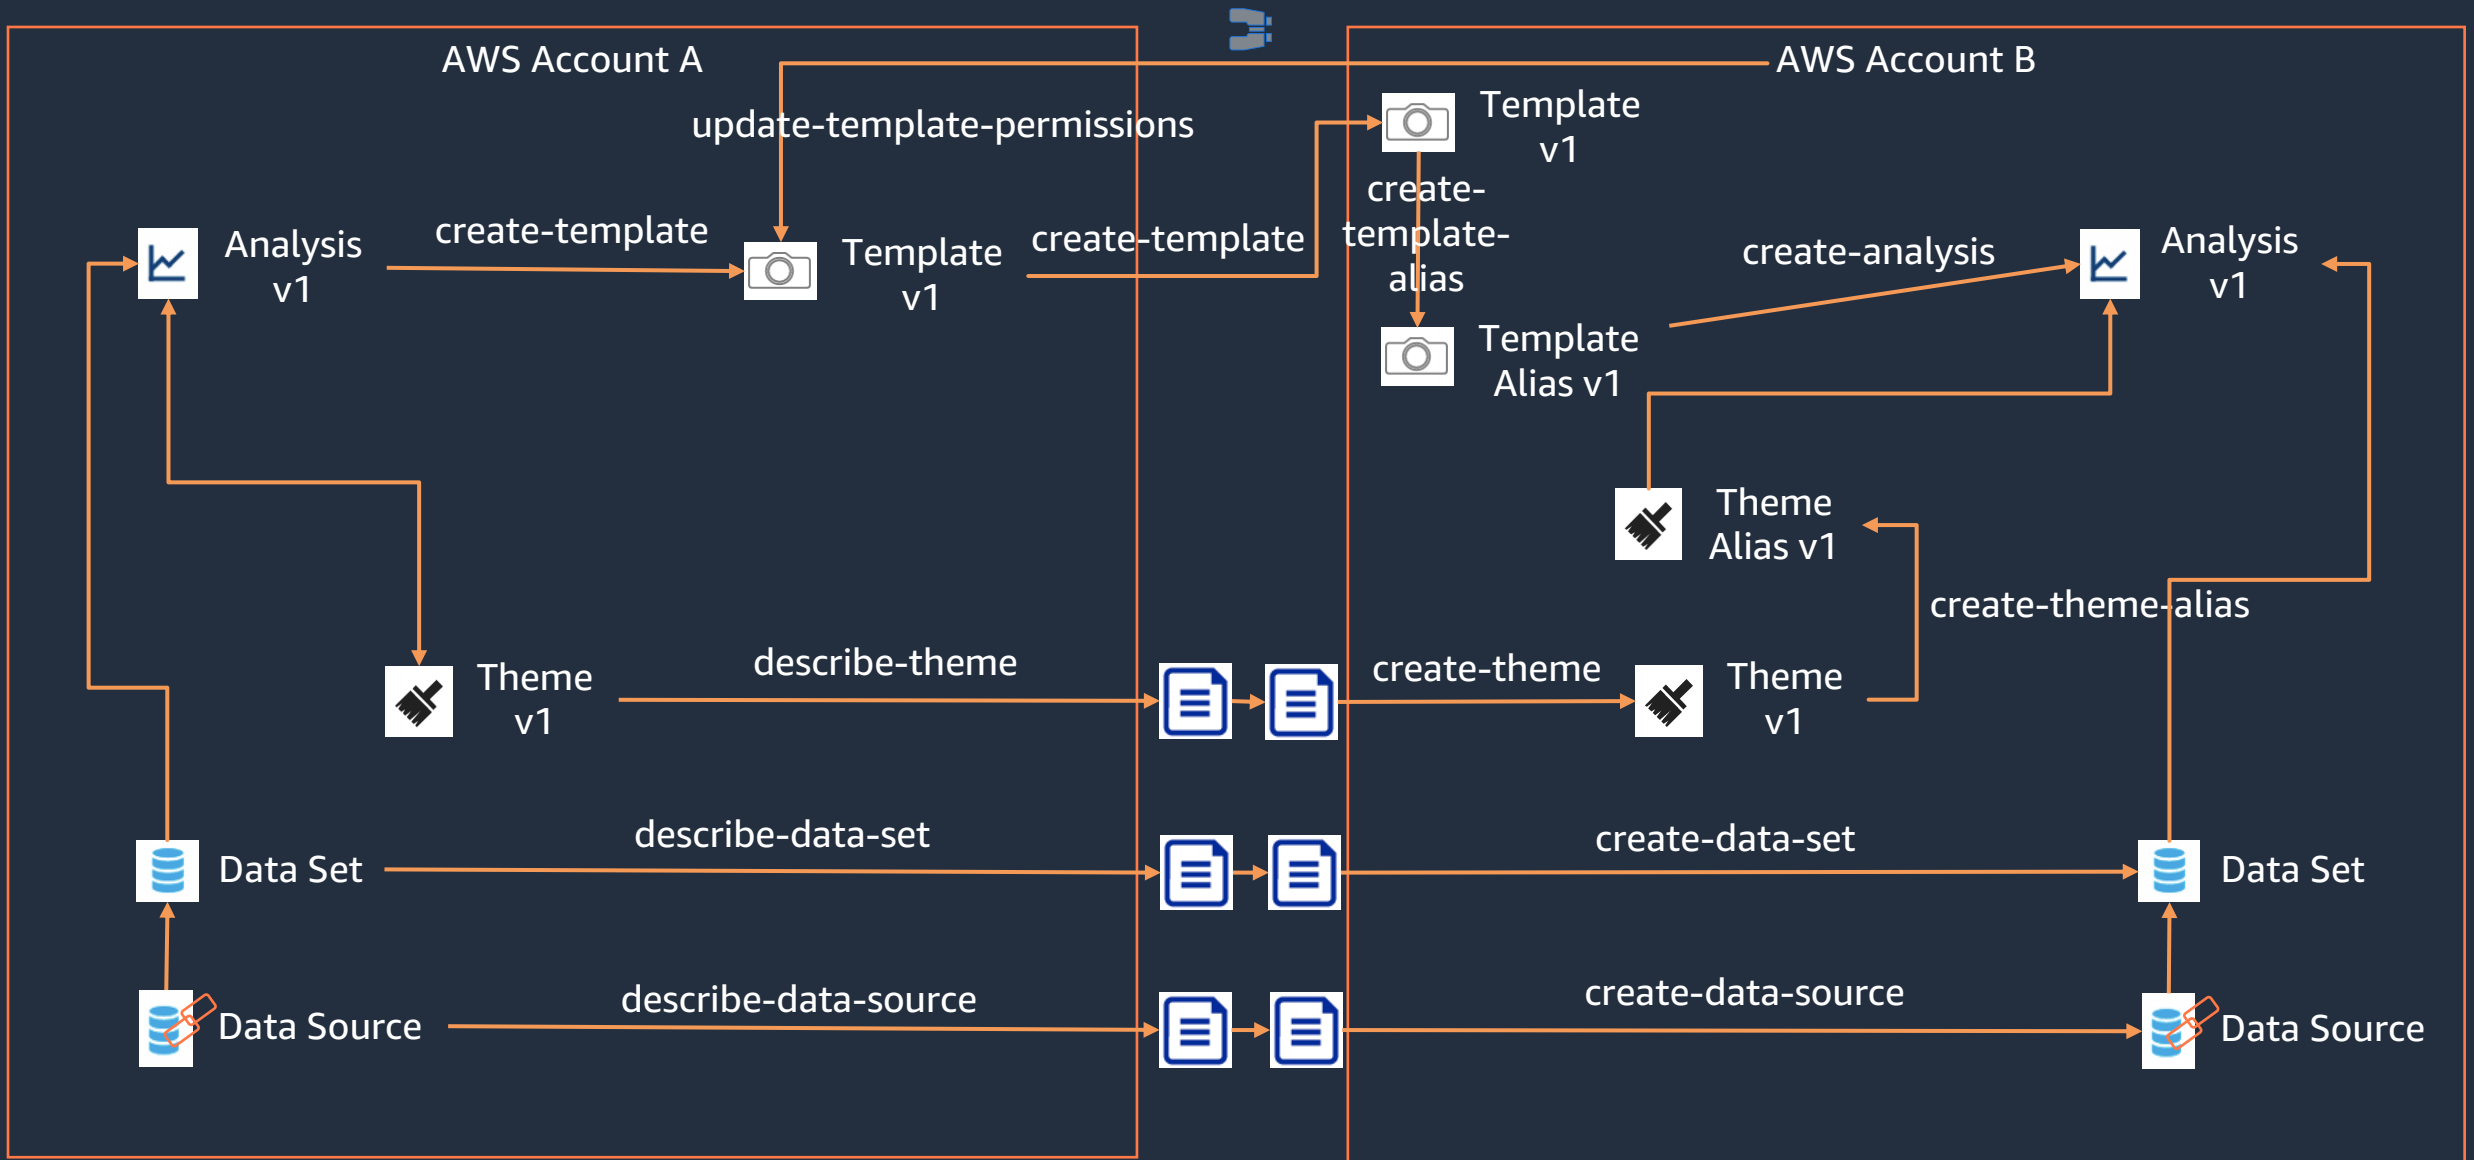 AWS Account A
AWS Account B
update-template-permissions
Template
v1
create-
template-
alias
Analysis
v1
create-template
Template
v1
create-template
create-analysis
Analysis
v1
Template
Alias v1
Theme
Alias v1
create-theme-alias
Theme
v1
describe-theme
create-theme
Theme
v1
Data Set
describe-data-set
create-data-set
Data Set
Data Source
describe-data-source
create-data-source
Data Source